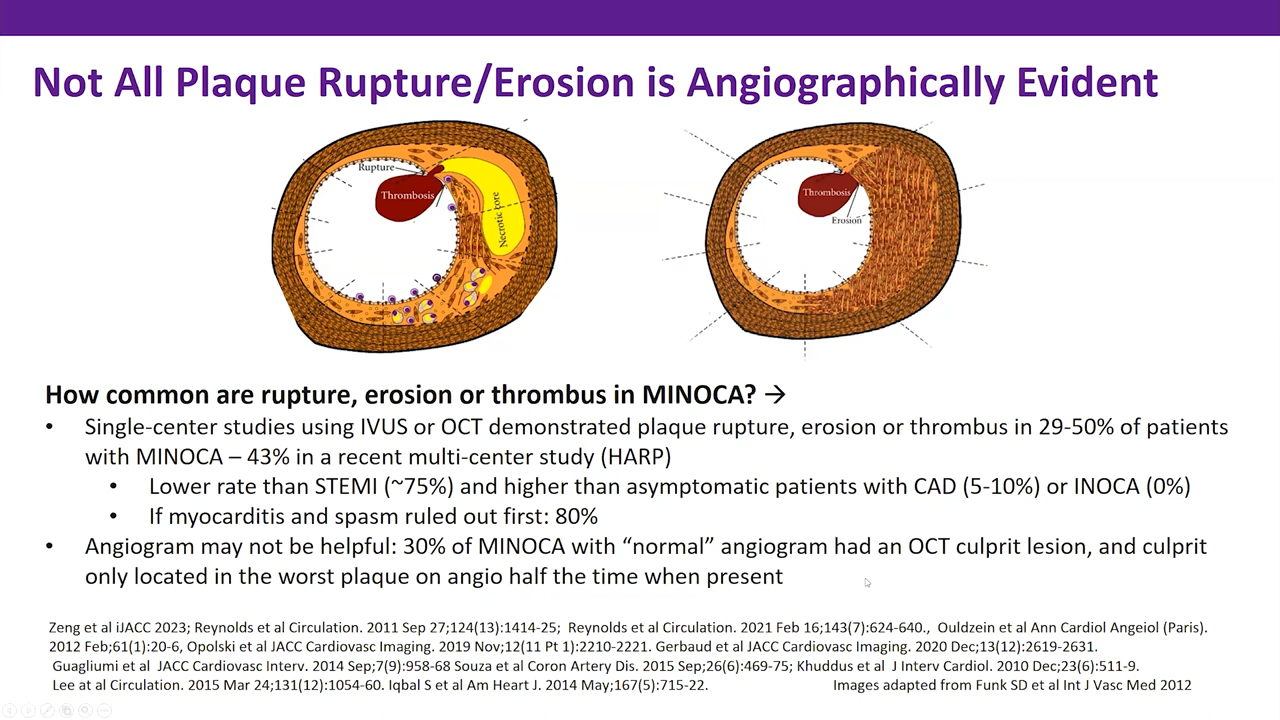 Not All Plaque Rupture/Erosion is Angiographically Evident
Rupture
Thrombosis
Necrotic core
Thrombosis
Erosion
How common are rupture, erosion or thrombus in MINOCA? →
• Single-center studies using IVUS or OCT demonstrated plaque rupture, erosion or thrombus in 29-50% of patients
with MINOCA – 43% in a recent multi-center study (HARP)
• Lower rate than STEMI (~75%) and higher than asymptomatic patients with CAD (5-10%) or INOCA (0%)
• If myocarditis and spasm ruled out first: 80%
• Angiogram may not be helpful: 30% of MINOCA with “normal” angiogram had an OCT culprit lesion, and culprit
only located in the worst plaque on angio half the time when present
Zeng et al iJACC 2023; Reynolds et al Circulation. 2011 Sep 27;124(13):1414-25; Reynolds et al Circulation. 2021 Feb 16;143(7):624-640., Ouldzein et al Ann Cardiol Angeiol (Paris).
2012 Feb;61(1):20-6, Opolski et al JACC Cardiovasc Imaging. 2019 Nov;12(11 Pt 1):2210-2221. Gerbaud et al JACC Cardiovasc Imaging. 2020 Dec;13(12):2619-2631.
Guagliumi et al JACC Cardiovasc Interv. 2014 Sep;7(9):958-68 Souza et al Coron Artery Dis. 2015 Sep;26(6):469-75; Khuddus et al J Interv Cardiol. 2010 Dec;23(6):511-9.
Lee at al Circulation. 2015 Mar 24;131(12):1054-60. Iqbal S et al Am Heart J. 2014 May;167(5):715-22.
Images adapted from Funk SD et al Int J Vasc Med 2012